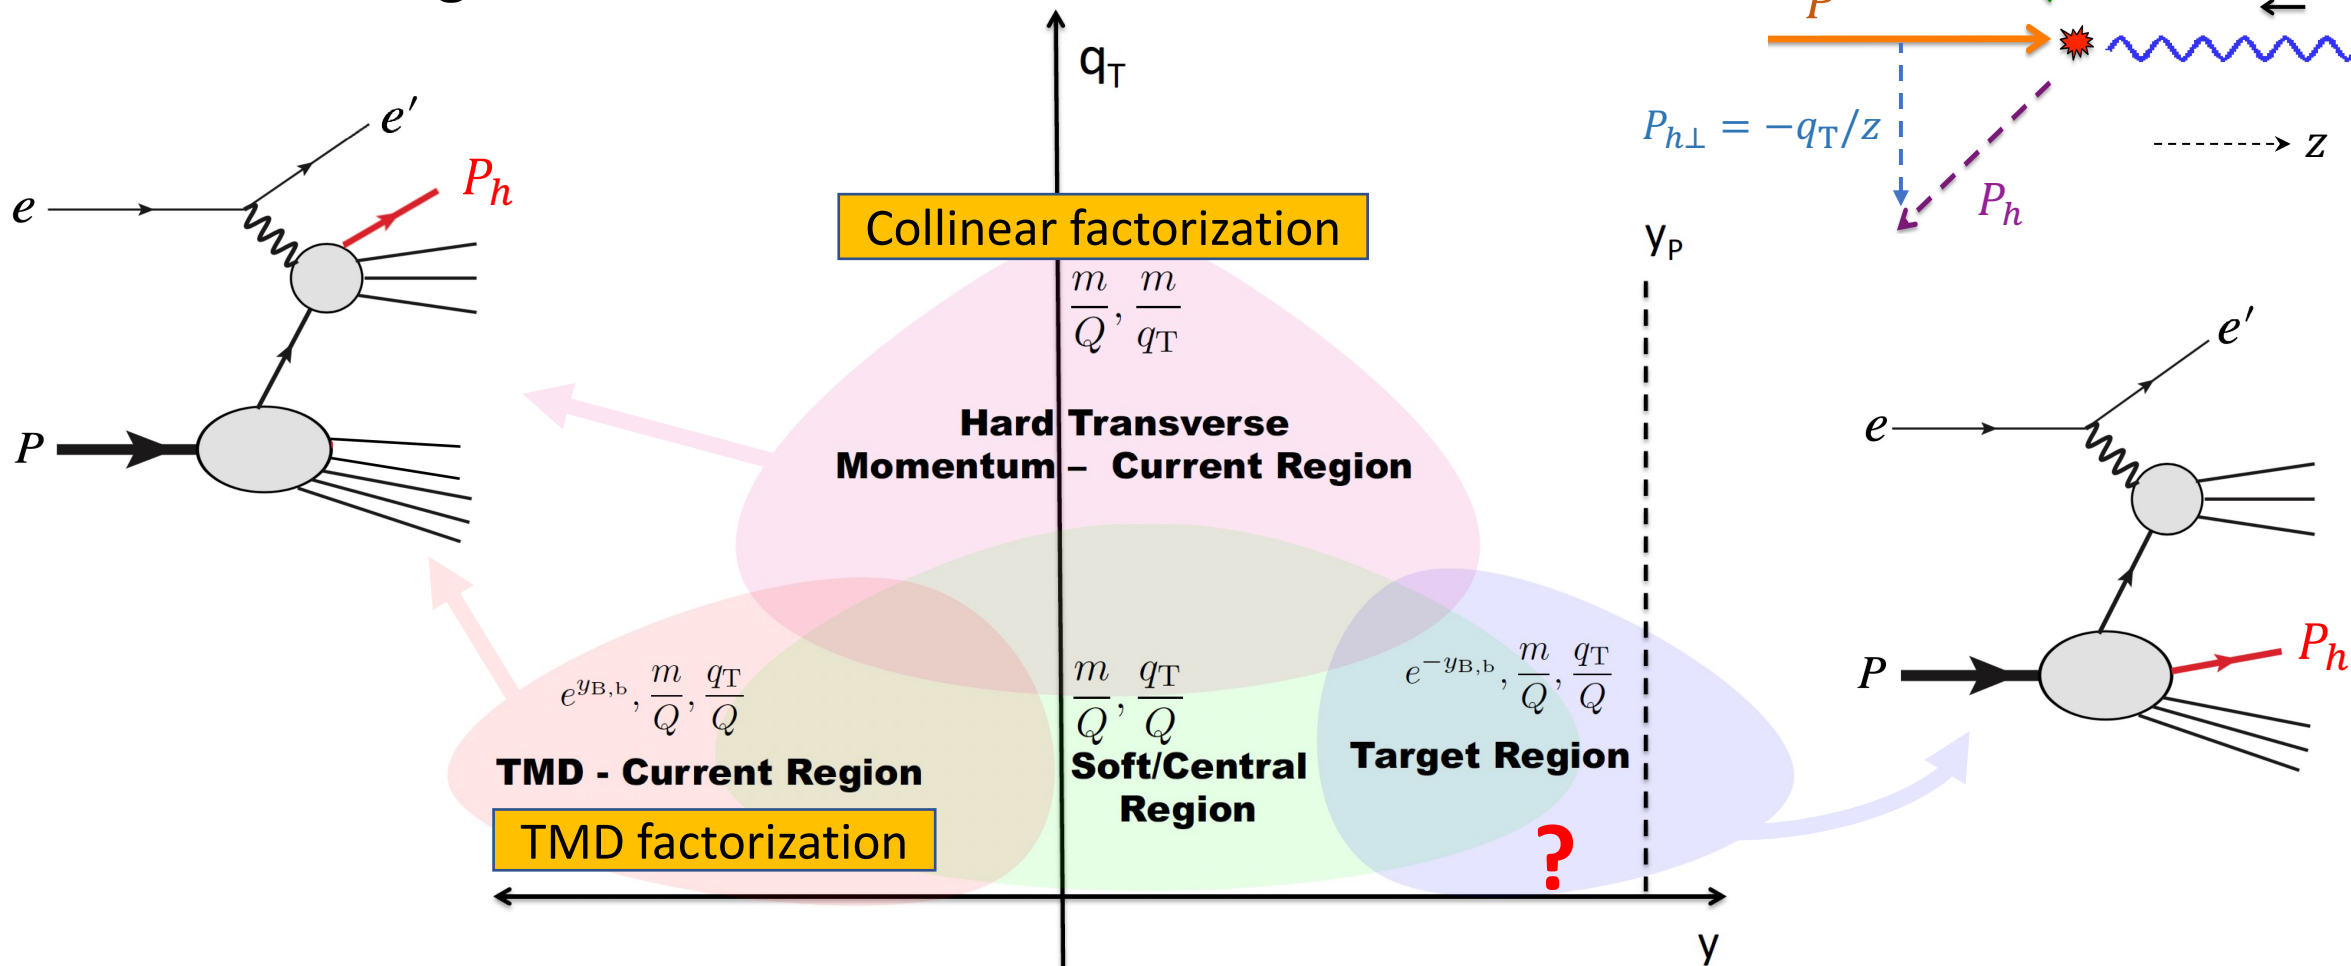 q_T
P
P_{h⊥} = −q_T/z
z
P_h
e′
P_h
e
P
Collinear factorization
y_P
m/Q, m/q_T
Hard Transverse
Momentum – Current Region
e^{y_{B,b}}, m/Q, q_T/Q
TMD - Current Region
TMD factorization
m/Q, q_T/Q
Soft/Central
Region
e^{−y_{B,b}}, m/Q, q_T/Q
Target Region
?
y
e′
e
P_h
P